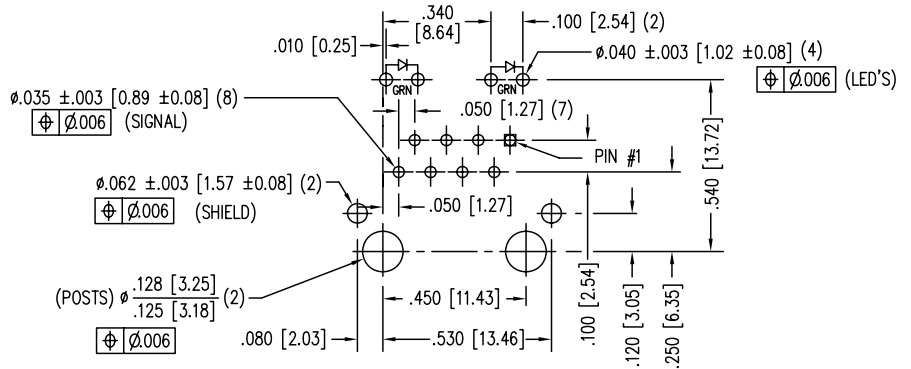 .340
[8.64]
.100 [2.54] (2)
.010 [0.25]
ø.040 ±.003 [1.02 ±0.08] (4)
⌖ Ø.006 (LED'S)
GRN
GRN
ø.035 ±.003 [0.89 ±0.08] (8)
⌖ Ø.006 (SIGNAL)
.050 [1.27] (7)
PIN #1
.540 [13.72]
ø.062 ±.003 [1.57 ±0.08] (2)
⌖ Ø.006 (SHIELD)
.050 [1.27]
(POSTS) ø .128 [3.25]
.125 [3.18] (2)
⌖ Ø.006
.450 [11.43]
.080 [2.03]
.530 [13.46]
.100 [2.54]
.120 [3.05]
.250 [6.35]